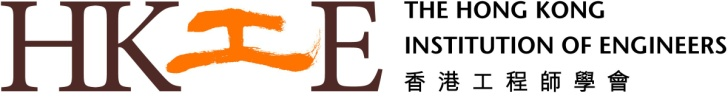 HK工E
THE HONG KONG
INSTITUTION OF ENGINEERS
香港工程師學會